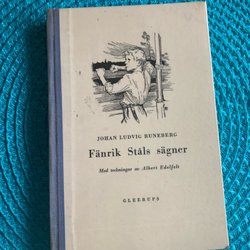 JOHAN LUDVIG RUNEBERG
Fänrik Ståls sägner
Med teckningar av Albert Edelfelt
GLEERUPS